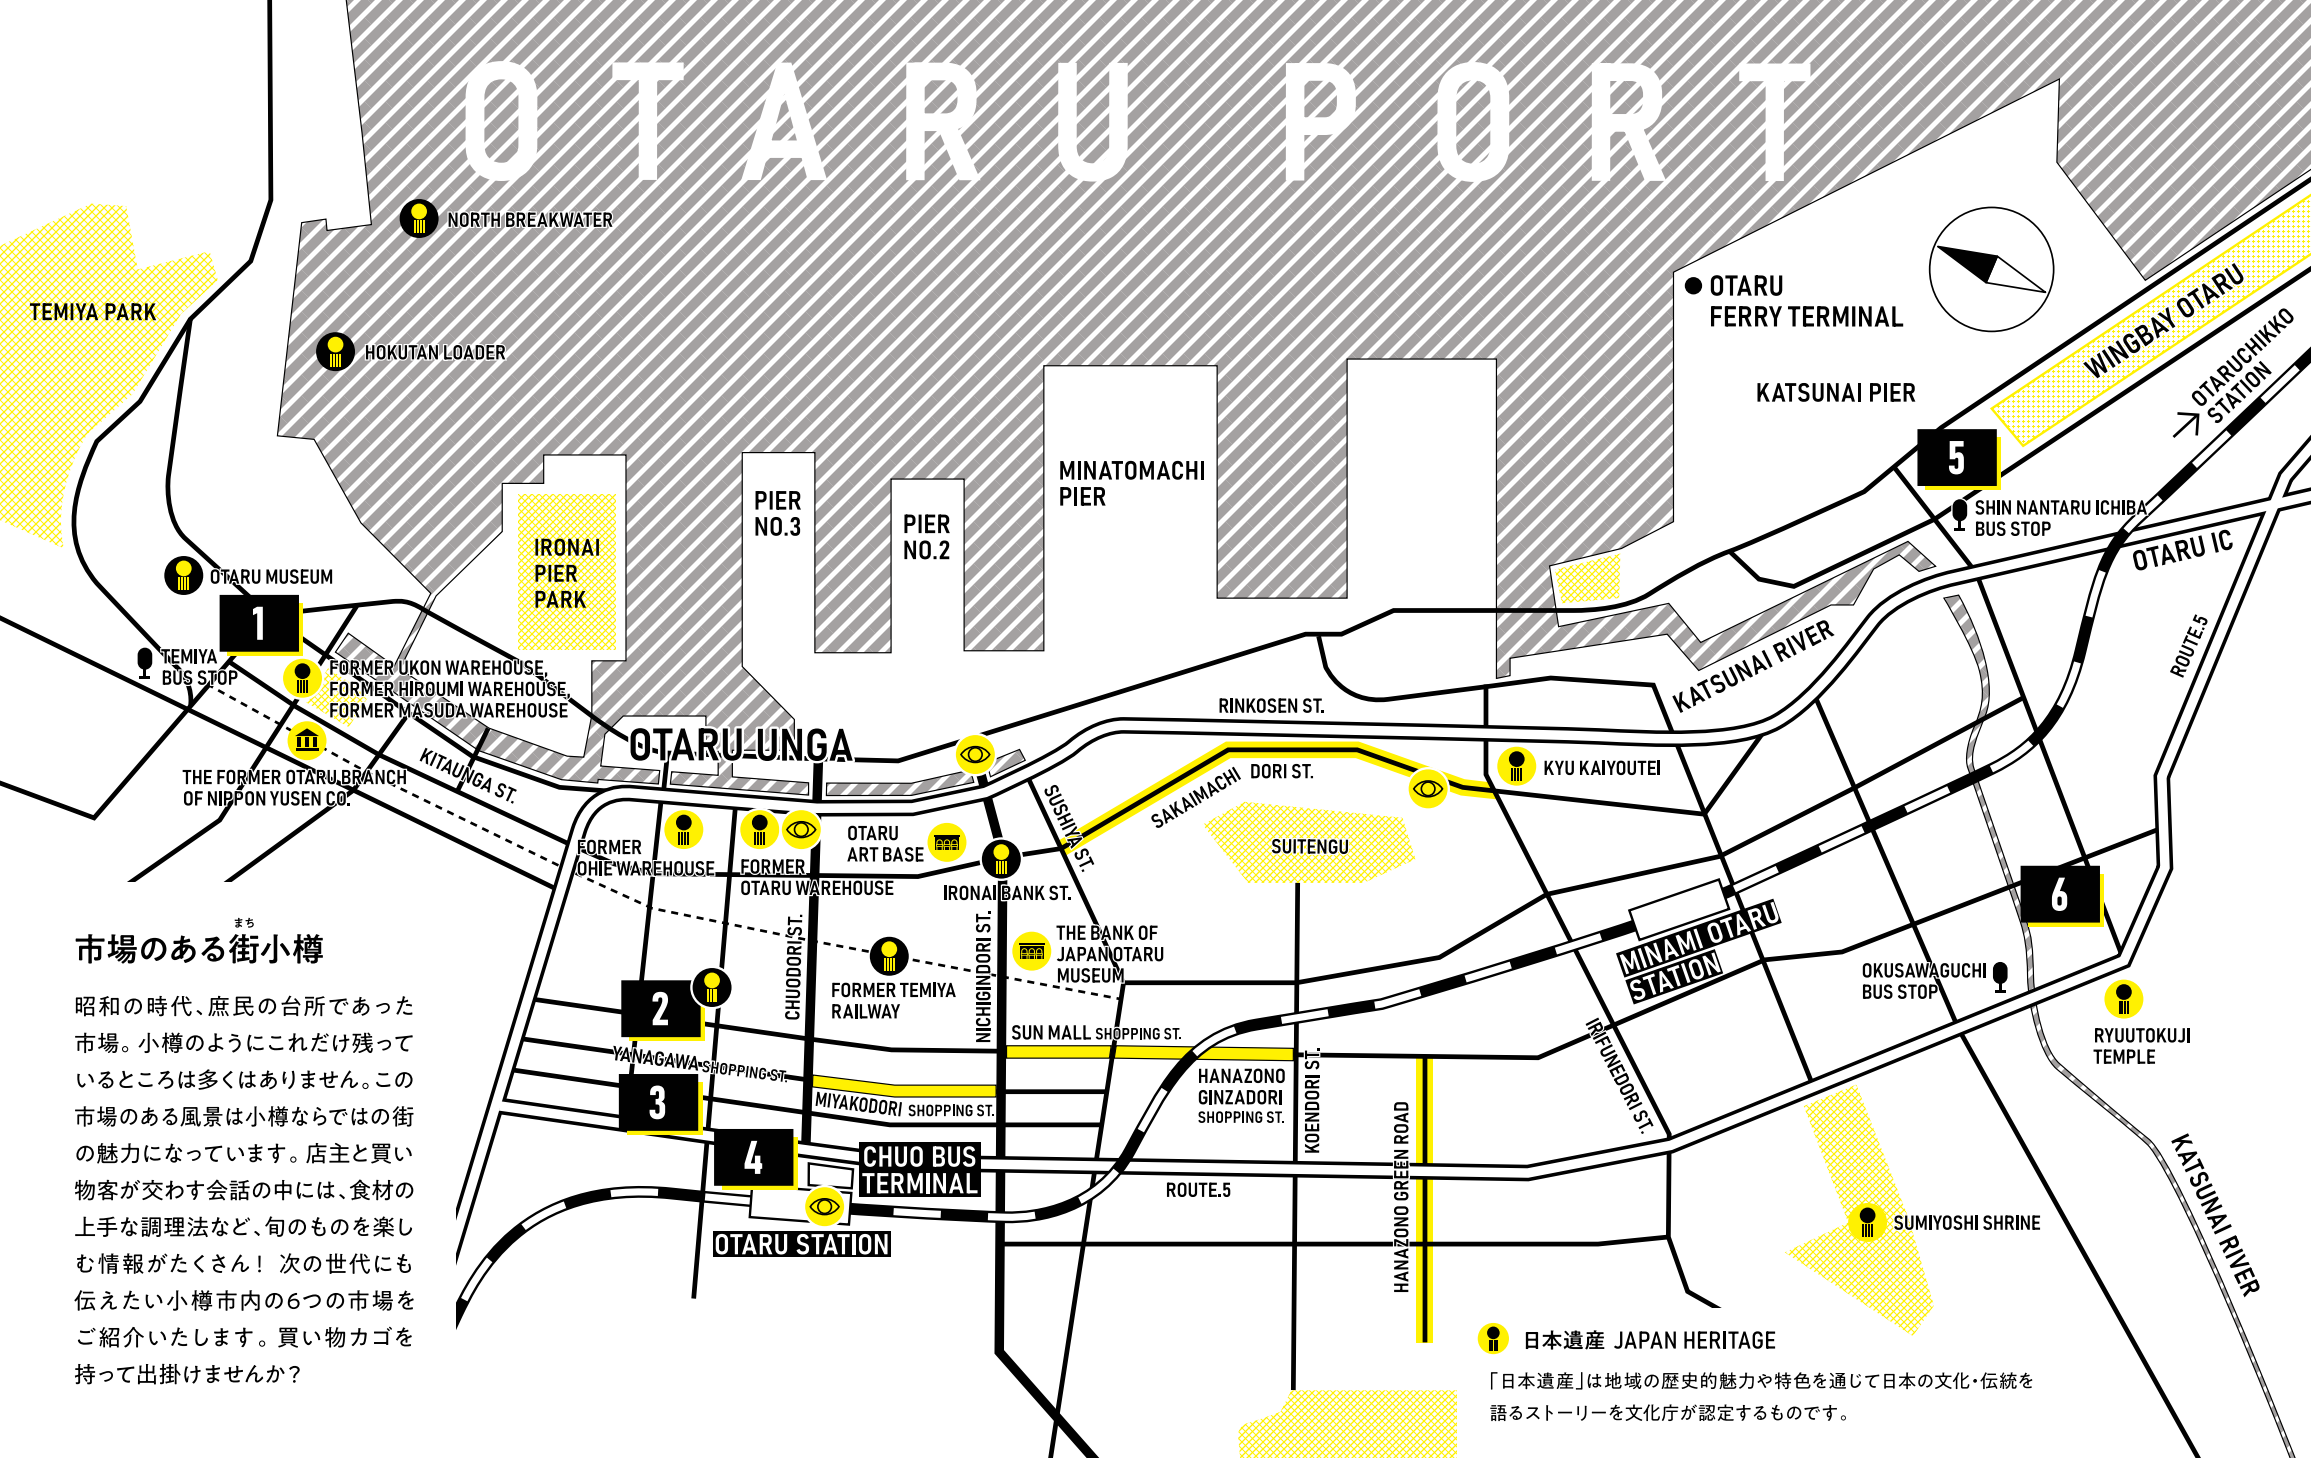 OTARU PORT
NORTH BREAKWATER
TEMIYA PARK
HOKUTAN LOADER
OTARU
FERRY TERMINAL
KATSUNAI PIER
WINGBAY OTARU
OTARUCHIKKO
STATION
5
SHIN NANTARU ICHIBA
BUS STOP
OTARU IC
ROUTE.5
MINATOMACHI
PIER
PIER
NO.3
PIER
NO.2
IRONAI
PIER
PARK
OTARU MUSEUM
1
TEMIYA
BUS STOP
FORMER UKON WAREHOUSE,
FORMER HIROUMI WAREHOUSE,
FORMER MASUDA WAREHOUSE
THE FORMER OTARU BRANCH
OF NIPPON YUSEN CO.
KITAUNGA ST.
OTARU UNGA
RINKOSEN ST.
KATSUNAI RIVER
SAKAIMACHI DORI ST.
KYU KAIYOUTEI
SUSHIYA ST.
SUITENGU
FORMER
OHIE WAREHOUSE
FORMER
OTARU WAREHOUSE
OTARU
ART BASE
IRONAI BANK ST.
CHUODORI ST.
NICHIGINDORI ST.
THE BANK OF
JAPAN OTARU
MUSEUM
FORMER TEMIYA
RAILWAY
MINAMI OTARU
STATION
6
OKUSAWAGUCHI
BUS STOP
RYUUTOKUJI
TEMPLE
2
SUN MALL SHOPPING ST.
YANAGAWA SHOPPING ST.
3
MIYAKODORI SHOPPING ST.
HANAZONO
GINZADORI
SHOPPING ST.
KOENDORI ST.
HANAZONO GREEN ROAD
IRIFUNEDORI ST.
4
CHUO BUS
TERMINAL
ROUTE.5
OTARU STATION
SUMIYOSHI SHRINE
KATSUNAI RIVER
まち
市場のある街小樽
昭和の時代、庶民の台所であった
市場。小樽のようにこれだけ残って
いるところは多くはありません。この
市場のある風景は小樽ならではの街
の魅力になっています。店主と買い
物客が交わす会話の中には、食材の
上手な調理法など、旬のものを楽し
む情報がたくさん！ 次の世代にも
伝えたい小樽市内の6つの市場を
ご紹介いたします。買い物カゴを
持って出掛けませんか？
日本遺産 JAPAN HERITAGE
「日本遺産」は地域の歴史的魅力や特色を通じて日本の文化・伝統を
語るストーリーを文化庁が認定するものです。